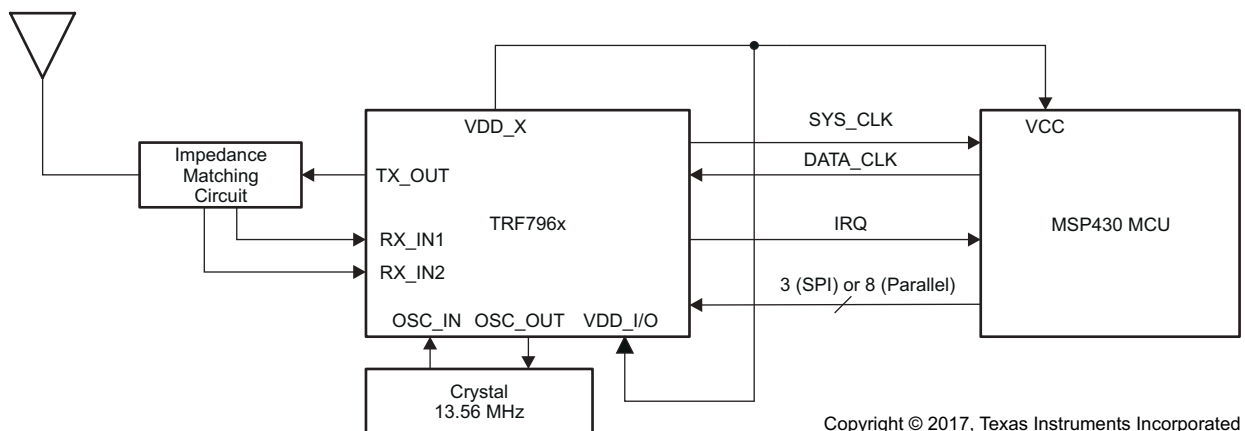 VDD_X
SYS_CLK
VCC
Impedance
Matching
Circuit
TX_OUT
DATA_CLK
TRF796x
MSP430 MCU
RX_IN1
IRQ
RX_IN2
3 (SPI) or 8 (Parallel)
OSC_IN
OSC_OUT
VDD_I/O
Crystal
13.56 MHz
Copyright © 2017, Texas Instruments Incorporated